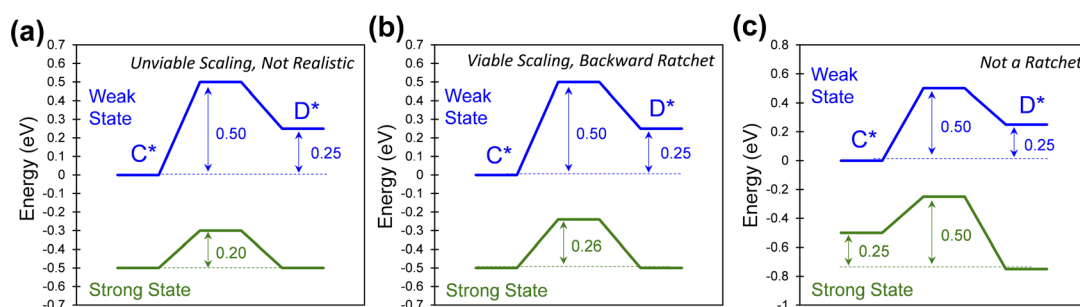 (a)
Unviable Scaling, Not Realistic
Energy (eV)
0.7
0.6
0.5
0.4
0.3
0.2
0.1
0
-0.1
-0.2
-0.3
-0.4
-0.5
-0.6
-0.7
Weak
State
C*
D*
0.50
0.25
0.20
Strong State
(b)
Viable Scaling, Backward Ratchet
Energy (eV)
0.7
0.6
0.5
0.4
0.3
0.2
0.1
0
-0.1
-0.2
-0.3
-0.4
-0.5
-0.6
-0.7
Weak
State
C*
D*
0.50
0.25
0.26
Strong State
(c)
Not a Ratchet
Energy (eV)
0.8
0.6
0.4
0.2
0
-0.2
-0.4
-0.6
-0.8
-1
Weak
State
C*
D*
0.50
0.25
0.25
0.50
Strong State